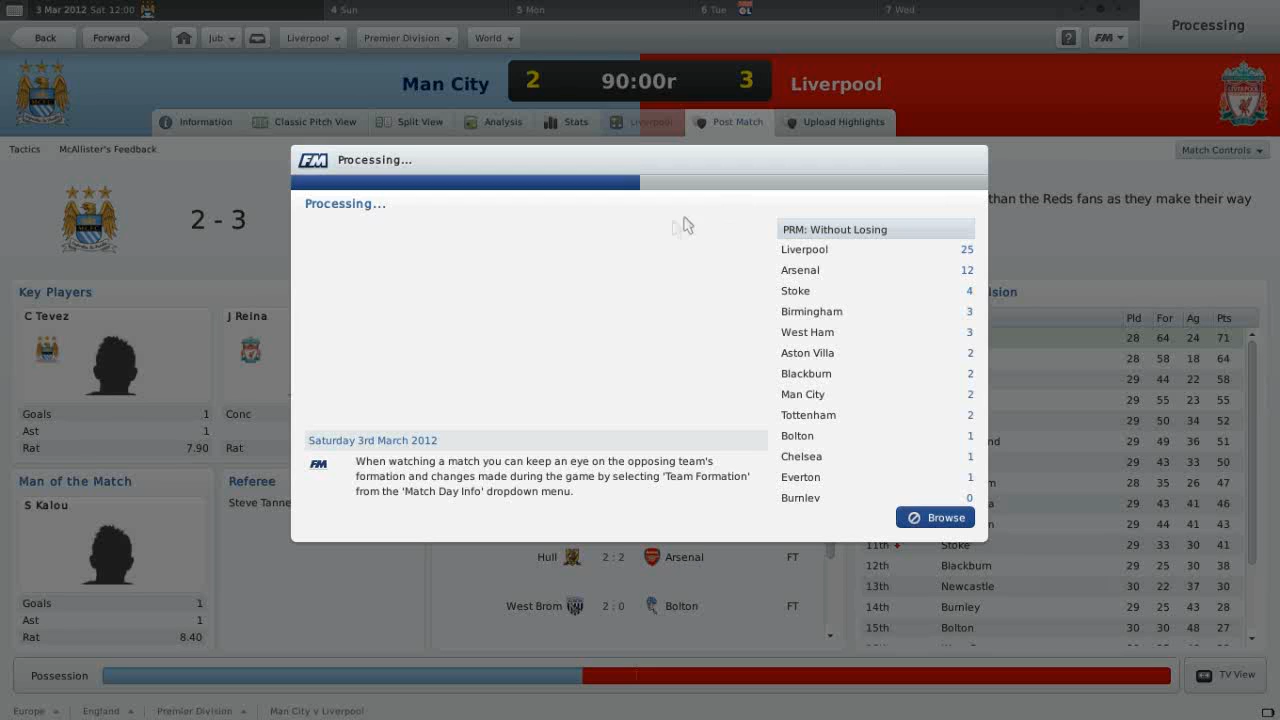 3 Mar 2012 Sat 12:00 4 Sun 5 Mon 6 Tue 7 Wed
Processing
Back Forward Job Liverpool Premier Division World ? FM
Man City 2 90:00r 3 Liverpool
Information Classic Pitch View Split View Analysis Stats Liverpool Post Match Upload Highlights
Tactics McAllister's Feedback Match Controls
FM Processing...
Processing...
than the Reds fans as they make their way
2 - 3
PRM: Without Losing
Liverpool 25
Arsenal 12
Stoke 4
Birmingham 3
West Ham 3
Aston Villa 2
Blackburn 2
Man City 2
Tottenham 2
Bolton 1
Chelsea 1
Everton 1
Burnley 0
Saturday 3rd March 2012
FM When watching a match you can keep an eye on the opposing team's
formation and changes made during the game by selecting 'Team Formation'
from the 'Match Day Info' dropdown menu.
Browse
Key Players
C Tevez J Reina
Goals 1 Conc
Ast 1
Rat 7.90 Rat
Man of the Match Referee
S Kalou Steve Tanne
Goals 1
Ast 1
Rat 8.40
Hull 2 : 2 Arsenal FT
West Brom 2 : 0 Bolton FT
ision
Pld For Ag Pts
28 64 24 71
28 58 18 64
29 44 22 58
29 55 23 55
29 50 34 52
nd 29 49 36 51
29 43 33 50
m 28 35 26 47
a 29 43 41 46
n 29 44 41 43
11th Stoke 29 33 30 41
12th Blackburn 29 25 30 38
13th Newcastle 30 22 37 30
14th Burnley 29 25 43 28
15th Bolton 30 30 48 27
Possession TV View
Europe England Premier Division Man City v Liverpool